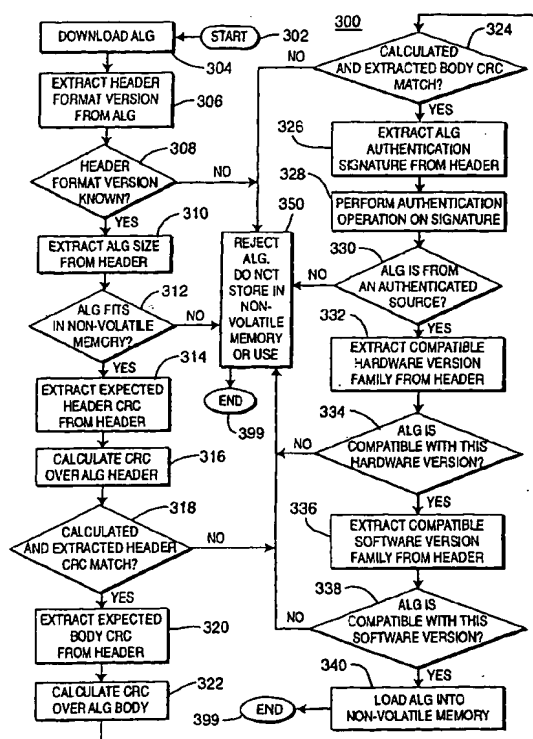 DOWNLOAD ALG
START
302
304
EXTRACT HEADER
FORMAT VERSION
FROM ALG
306
308
HEADER
FORMAT VERSION
KNOWN?
NO
YES
310
EXTRACT ALG SIZE
FROM HEADER
312
ALG FITS
IN NON-VOLATILE
MEMORY?
NO
YES
314
EXTRACT EXPECTED
HEADER CRC
FROM HEADER
CALCULATE CRC
OVER ALG HEADER
316
318
CALCULATED
AND EXTRACTED HEADER
CRC MATCH?
NO
YES
EXTRACT EXPECTED
BODY CRC
FROM HEADER
320
CALCULATE CRC
OVER ALG BODY
322
350
REJECT
ALG.
DO NOT
STORE IN
NON-
VOLATILE
MEMORY
OR USE
END
399
300
324
CALCULATED
AND EXTRACTED BODY CRC
MATCH?
NO
YES
326
EXTRACT ALG
AUTHENTICATION
SIGNATURE FROM HEADER
328
PERFORM AUTHENTICATION
OPERATION ON SIGNATURE
330
ALG IS FROM
AN AUTHENTICATED
SOURCE?
NO
YES
332
EXTRACT COMPATIBLE
HARDWARE VERSION
FAMILY FROM HEADER
334
ALG IS
COMPATIBLE WITH THIS
HARDWARE VERSION?
NO
YES
336
EXTRACT COMPATIBLE
SOFTWARE VERSION
FAMILY FROM HEADER
338
ALG IS
COMPATIBLE WITH THIS
SOFTWARE VERSION?
NO
YES
340
LOAD ALG INTO
NON-VOLATILE MEMORY
END
399